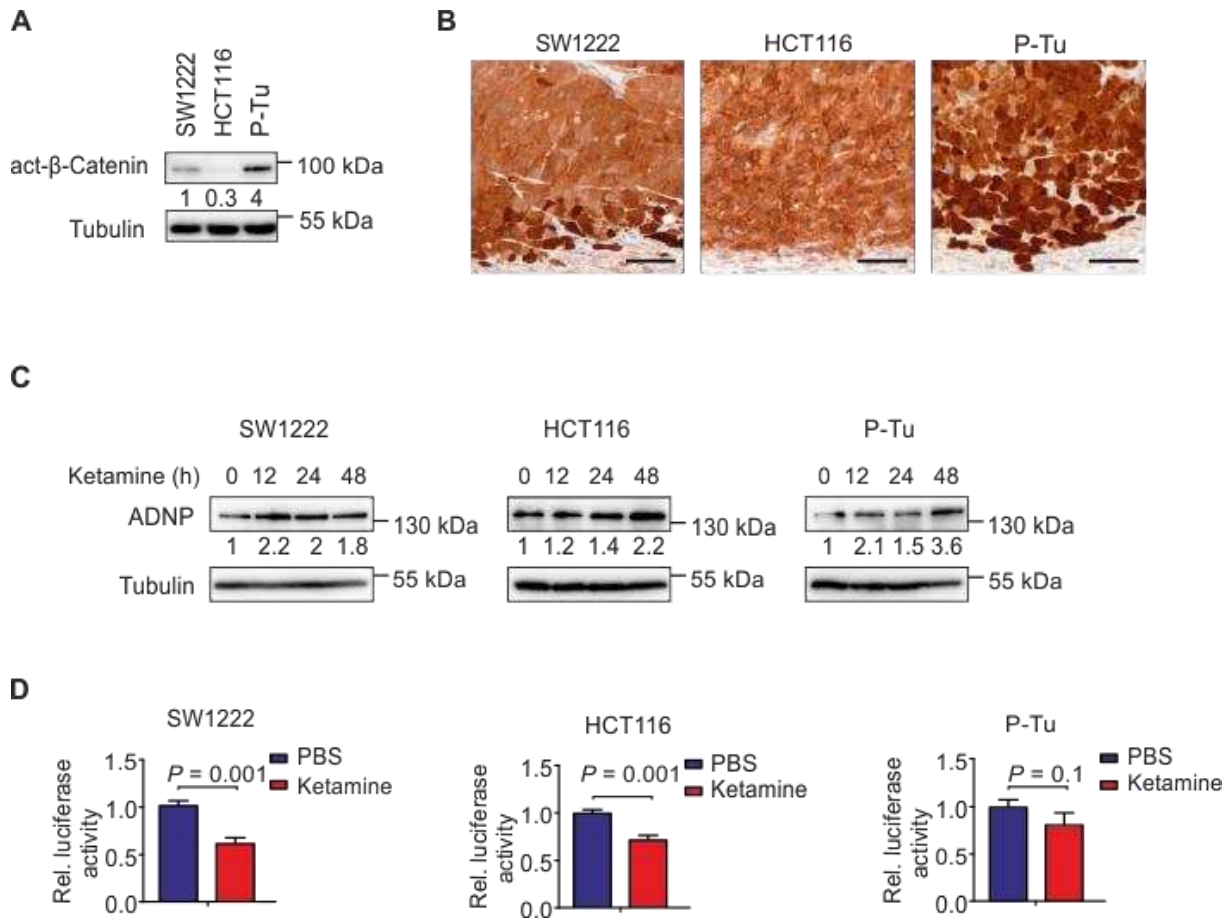 A
SW1222 HCT116 P-Tu
act-β-Catenin 100 kDa
1 0.3 4
Tubulin 55 kDa
B
SW1222 HCT116 P-Tu
C
SW1222 HCT116 P-Tu
Ketamine (h) 0 12 24 48 0 12 24 48 0 12 24 48
ADNP 130 kDa 130 kDa 130 kDa
1 2.2 2 1.8 1 1.2 1.4 2.2 1 2.1 1.5 3.6
Tubulin 55 kDa 55 kDa 55 kDa
D
SW1222
Rel. luciferase
activity
1.5
1.0
0.5
0.0
P = 0.001
PBS
Ketamine
HCT116
Rel. luciferase
activity
1.5
1.0
0.5
0.0
P = 0.001
PBS
Ketamine
P-Tu
Rel. luciferase
activity
1.5
1.0
0.5
0.0
P = 0.1
PBS
Ketamine